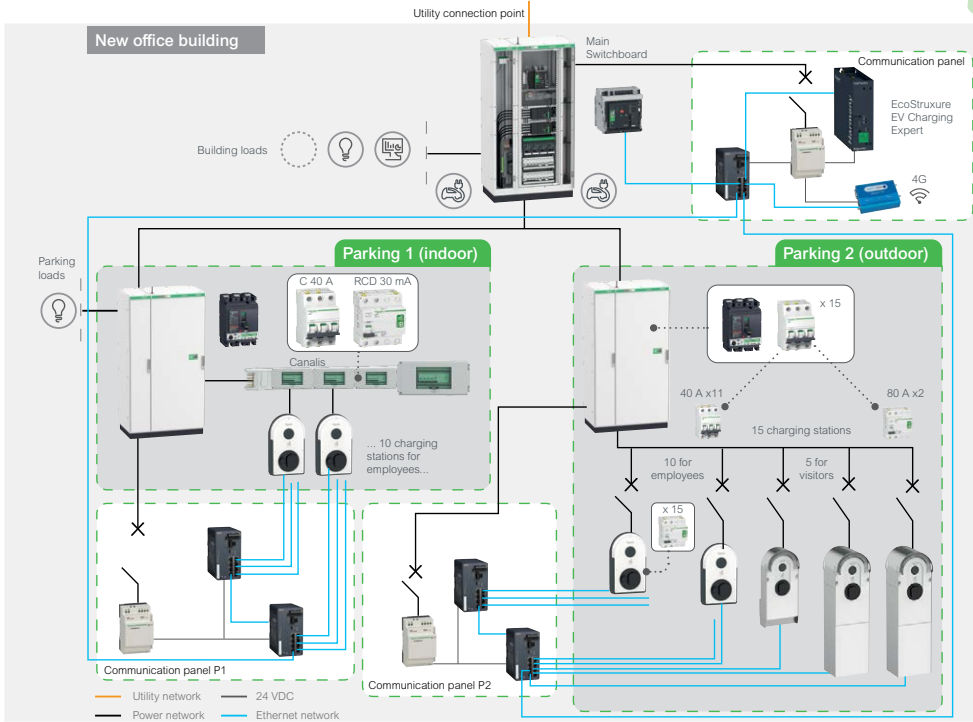 Utility connection point
New office building
Main
Switchboard
Communication panel
EcoStruxure
EV Charging
Expert
Harmony
4G
Building loads
Parking
loads
Parking 1 (indoor)
C 40 A
RCD 30 mA
Canalis
... 10 charging
stations for
employees...
Parking 2 (outdoor)
x 15
40 A x11
80 A x2
15 charging stations
10 for
employees
5 for
visitors
x 15
Communication panel P1
Communication panel P2
Utility network
24 VDC
Power network
Ethernet network